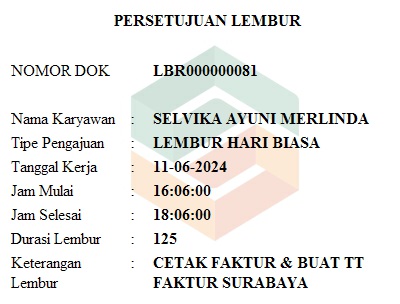 PERSETUJUAN LEMBUR
NOMOR DOK LBR000000081
Nama Karyawan : SELVIKA AYUNI MERLINDA
Tipe Pengajuan : LEMBUR HARI BIASA
Tanggal Kerja : 11-06-2024
Jam Mulai : 16:06:00
Jam Selesai : 18:06:00
Durasi Lembur : 125
Keterangan : CETAK FAKTUR & BUAT TT
Lembur FAKTUR SURABAYA